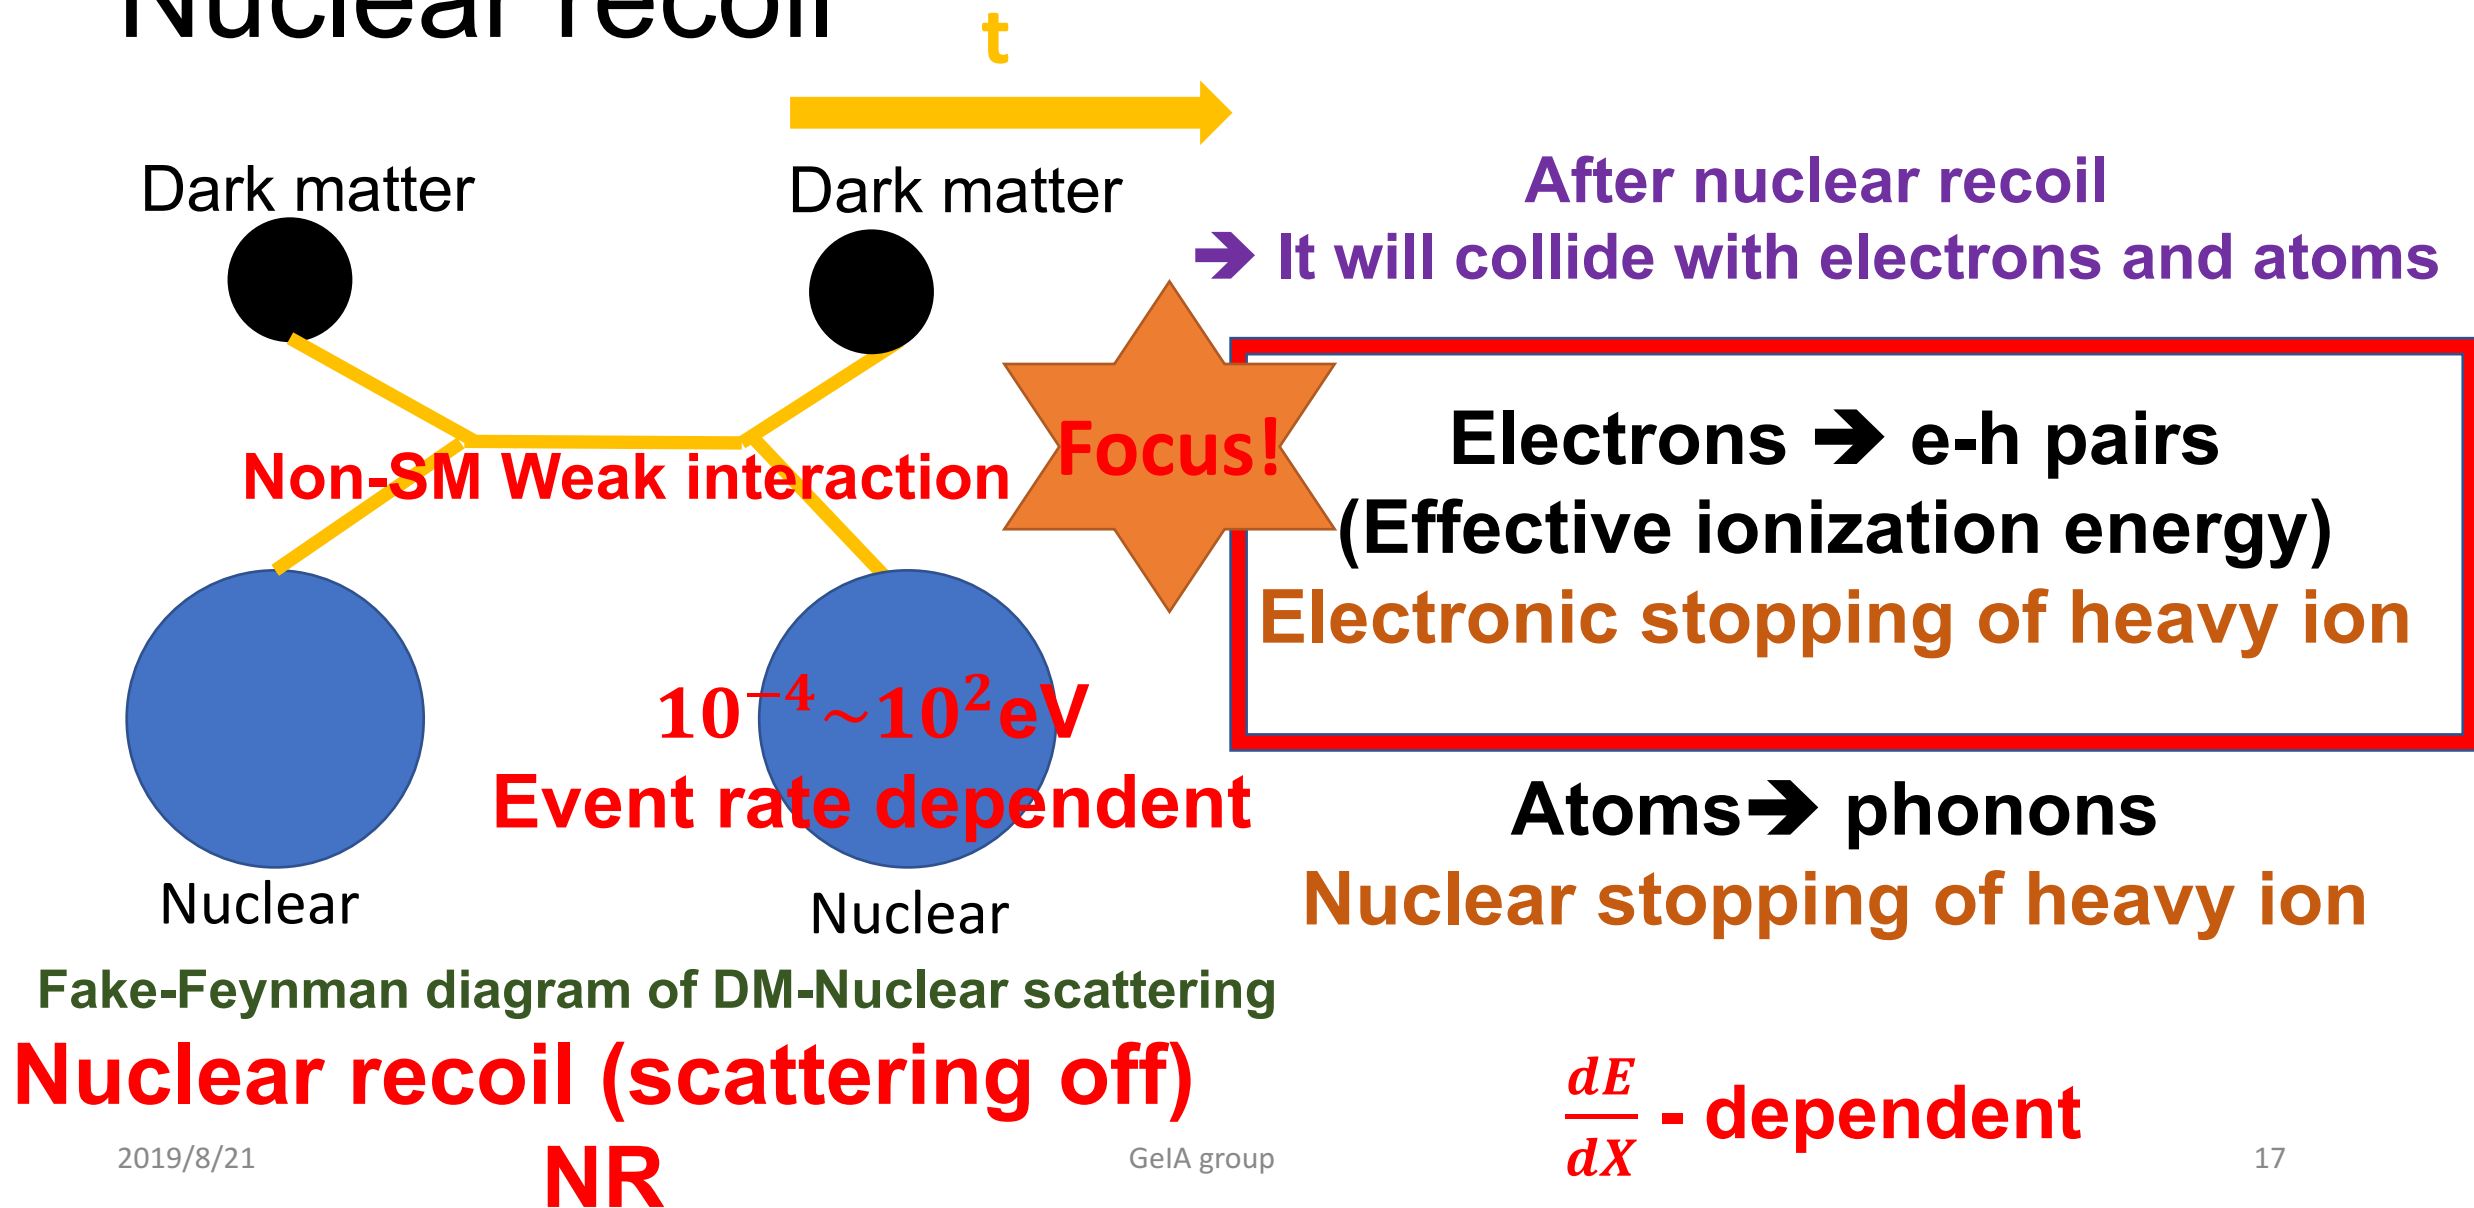 Nuclear recoil
t
Dark matter
Dark matter
Non-SM Weak interaction
10⁻⁴~10²eV
Event rate dependent
Nuclear
Nuclear
Fake-Feynman diagram of DM-Nuclear scattering
Nuclear recoil (scattering off)
NR
After nuclear recoil
➔ It will collide with electrons and atoms
Focus!
Electrons ➔ e-h pairs
(Effective ionization energy)
Electronic stopping of heavy ion
Atoms➔ phonons
Nuclear stopping of heavy ion
dE/dX - dependent
2019/8/21
GeIA group
17